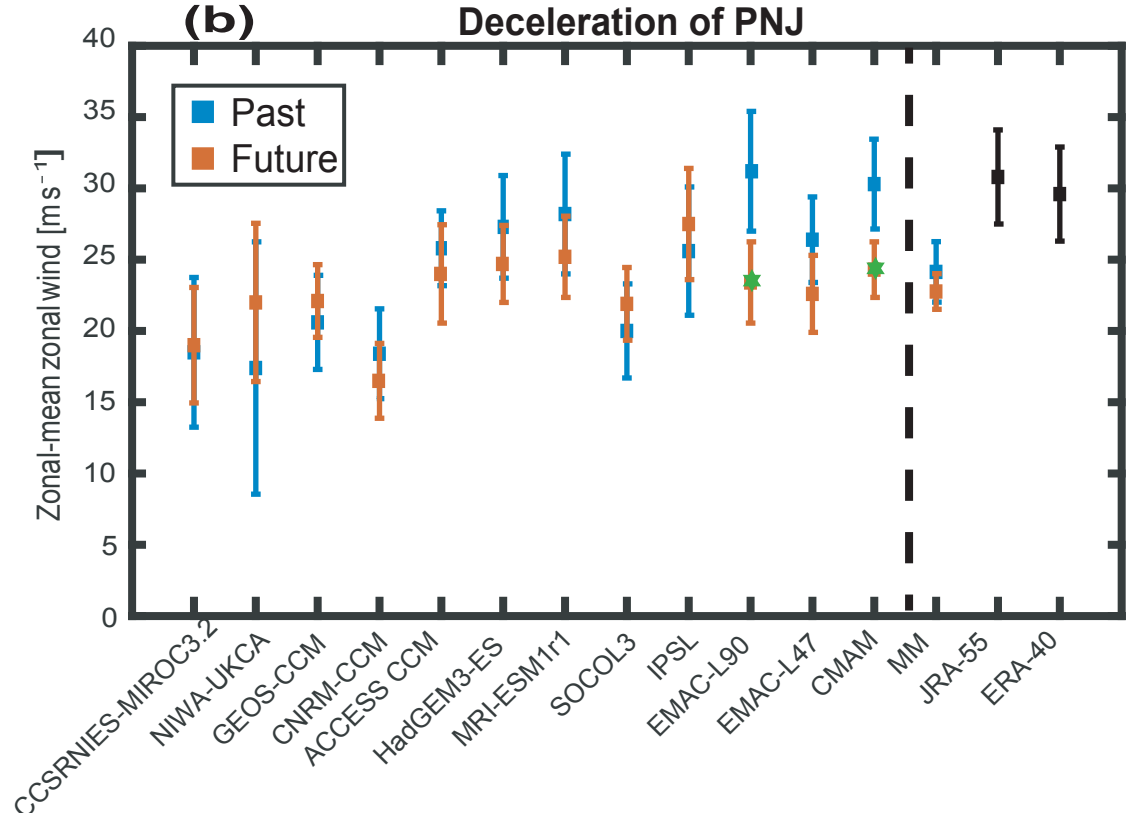 (b) Deceleration of PNJ
40
35
30
25
20
15
10
5
0
Zonal-mean zonal wind [m s⁻¹]
Past
Future
CCSRNIES-MIROC3.2
NIWA-UKCA
GEOS-CCM
CNRM-CCM
ACCESS CCM
HadGEM3-ES
MRI-ESM1r1
SOCOL3
IPSL
EMAC-L90
EMAC-L47
CMAM
MM
JRA-55
ERA-40